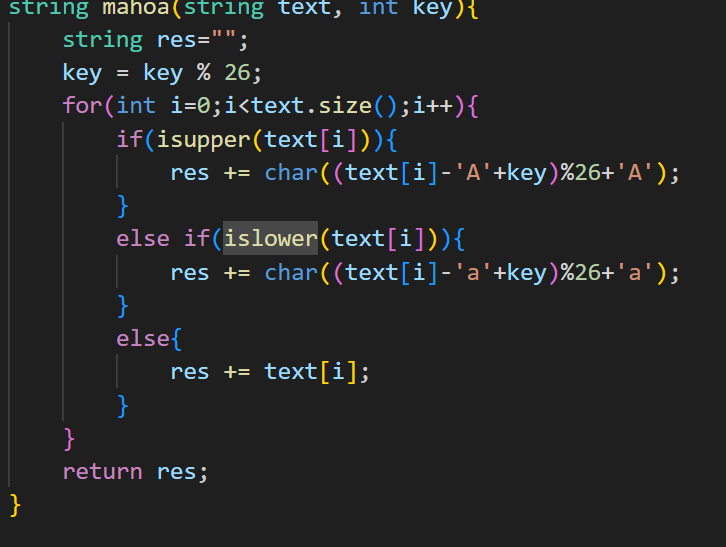 string mahoa(string text, int key){
    string res="";
    key = key % 26;
    for(int i=0;i<text.size();i++){
        if(isupper(text[i])){
            res += char((text[i]-'A'+key)%26+'A');
        }
        else if(islower(text[i])){
            res += char((text[i]-'a'+key)%26+'a');
        }
        else{
            res += text[i];
        }
    }
    return res;
}